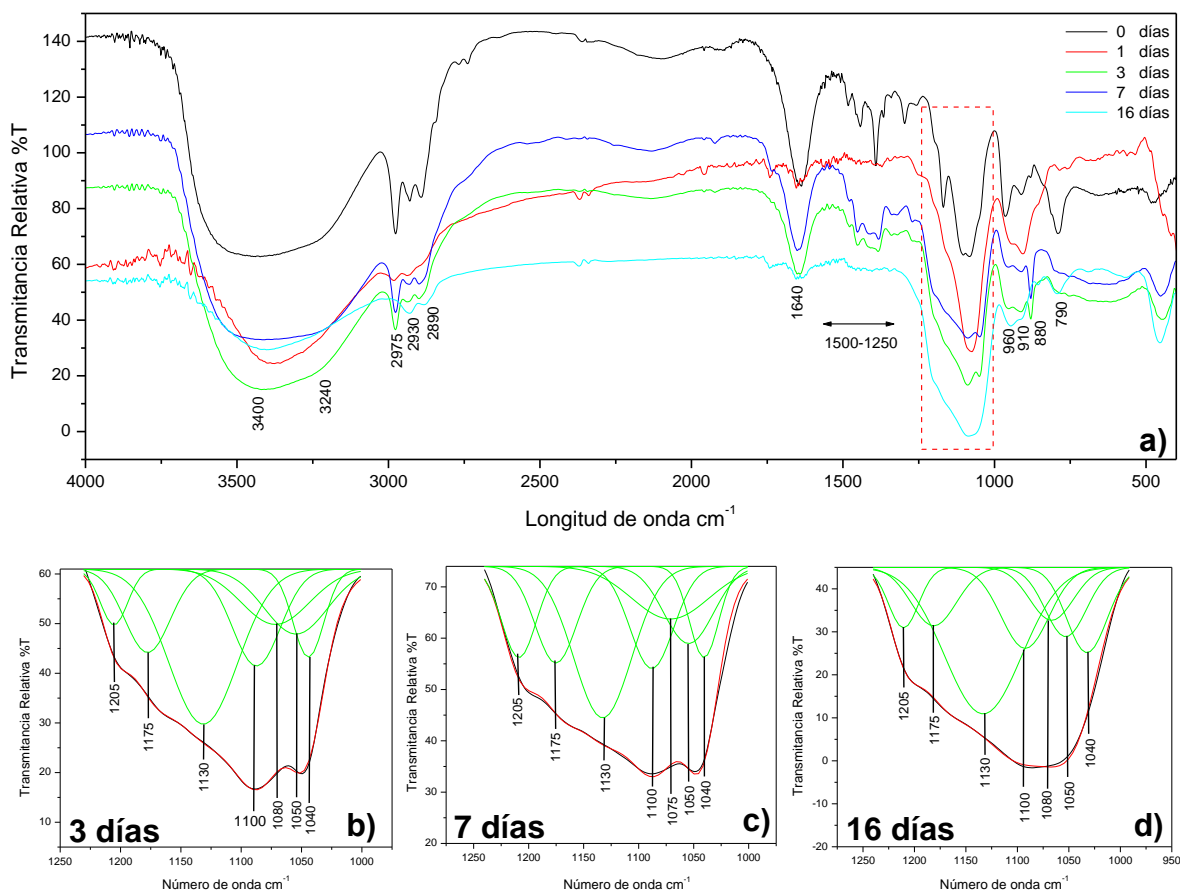 140
120
100
80
60
40
20
0
Transmitancia Relativa %T
0 días
1 días
3 días
7 días
16 días
3400
3240
2975
2930
2890
1640
1500-1250
960
910
880
790
a)
4000 3500 3000 2500 2000 1500 1000 500
Longitud de onda cm-1
60
50
40
30
20
10
Transmitancia Relativa %T
1205
1175
1130
1100
1080
1050
1040
3 días
b)
1250 1200 1150 1100 1050 1000
Número de onda cm-1
70
60
50
40
30
20
Transmitancia Relativa %T
1205
1175
1130
1100
1075
1050
1040
7 días
c)
1250 1200 1150 1100 1050 1000
Número de onda cm-1
40
30
20
10
0
-10
-20
Transmitancia Relativa %T
1205
1175
1130
1100
1080
1050
1040
16 días
d)
1250 1200 1150 1100 1050 1000 950
Número de onda cm-1